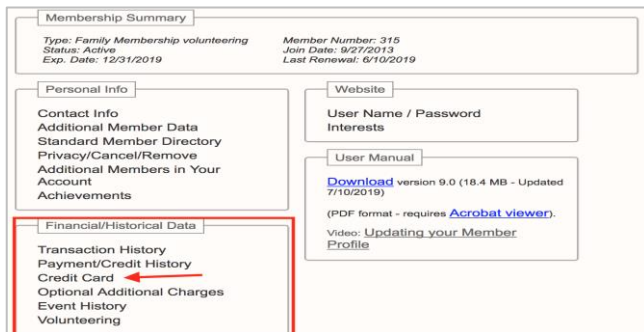 Membership Summary
Type: Family Membership volunteering
Status: Active
Exp. Date: 12/31/2019
Member Number: 315
Join Date: 9/27/2013
Last Renewal: 6/10/2019
Personal Info
Contact Info
Additional Member Data
Standard Member Directory
Privacy/Cancel/Remove
Additional Members in Your
Account
Achievements
Financial/Historical Data
Transaction History
Payment/Credit History
Credit Card
Optional Additional Charges
Event History
Volunteering
Website
User Name / Password
Interests
User Manual
Download version 9.0 (18.4 MB - Updated
7/10/2019)
(PDF format - requires Acrobat viewer).
Video: Updating your Member
Profile